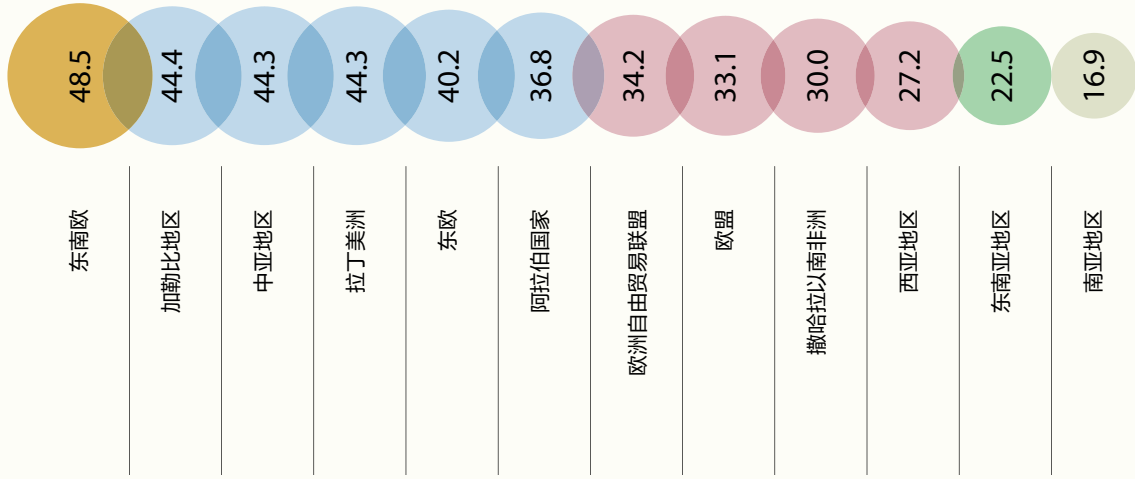 48.5
44.4
44.3
44.3
40.2
36.8
34.2
33.1
30.0
27.2
22.5
16.9
东南欧
加勒比地区
中亚地区
拉丁美洲
东欧
阿拉伯国家
欧洲自由贸易联盟
欧盟
撒哈拉以南非洲
西亚地区
东南亚地区
南亚地区